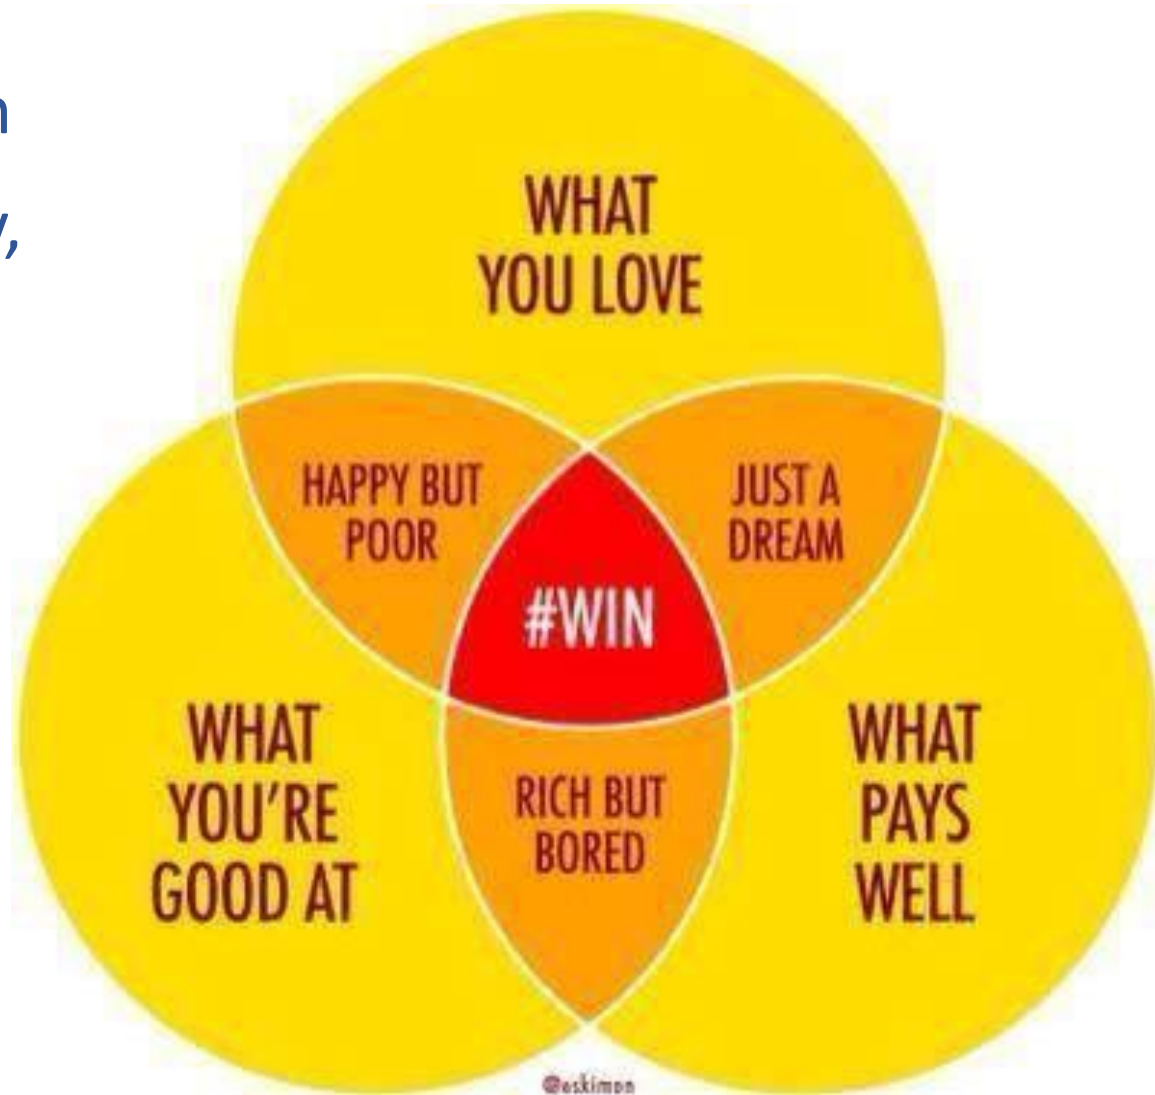 WHAT
YOU LOVE
HAPPY BUT
POOR
JUST A
DREAM
#WIN
WHAT
YOU'RE
GOOD AT
RICH BUT
BORED
WHAT
PAYS
WELL
@eskimon